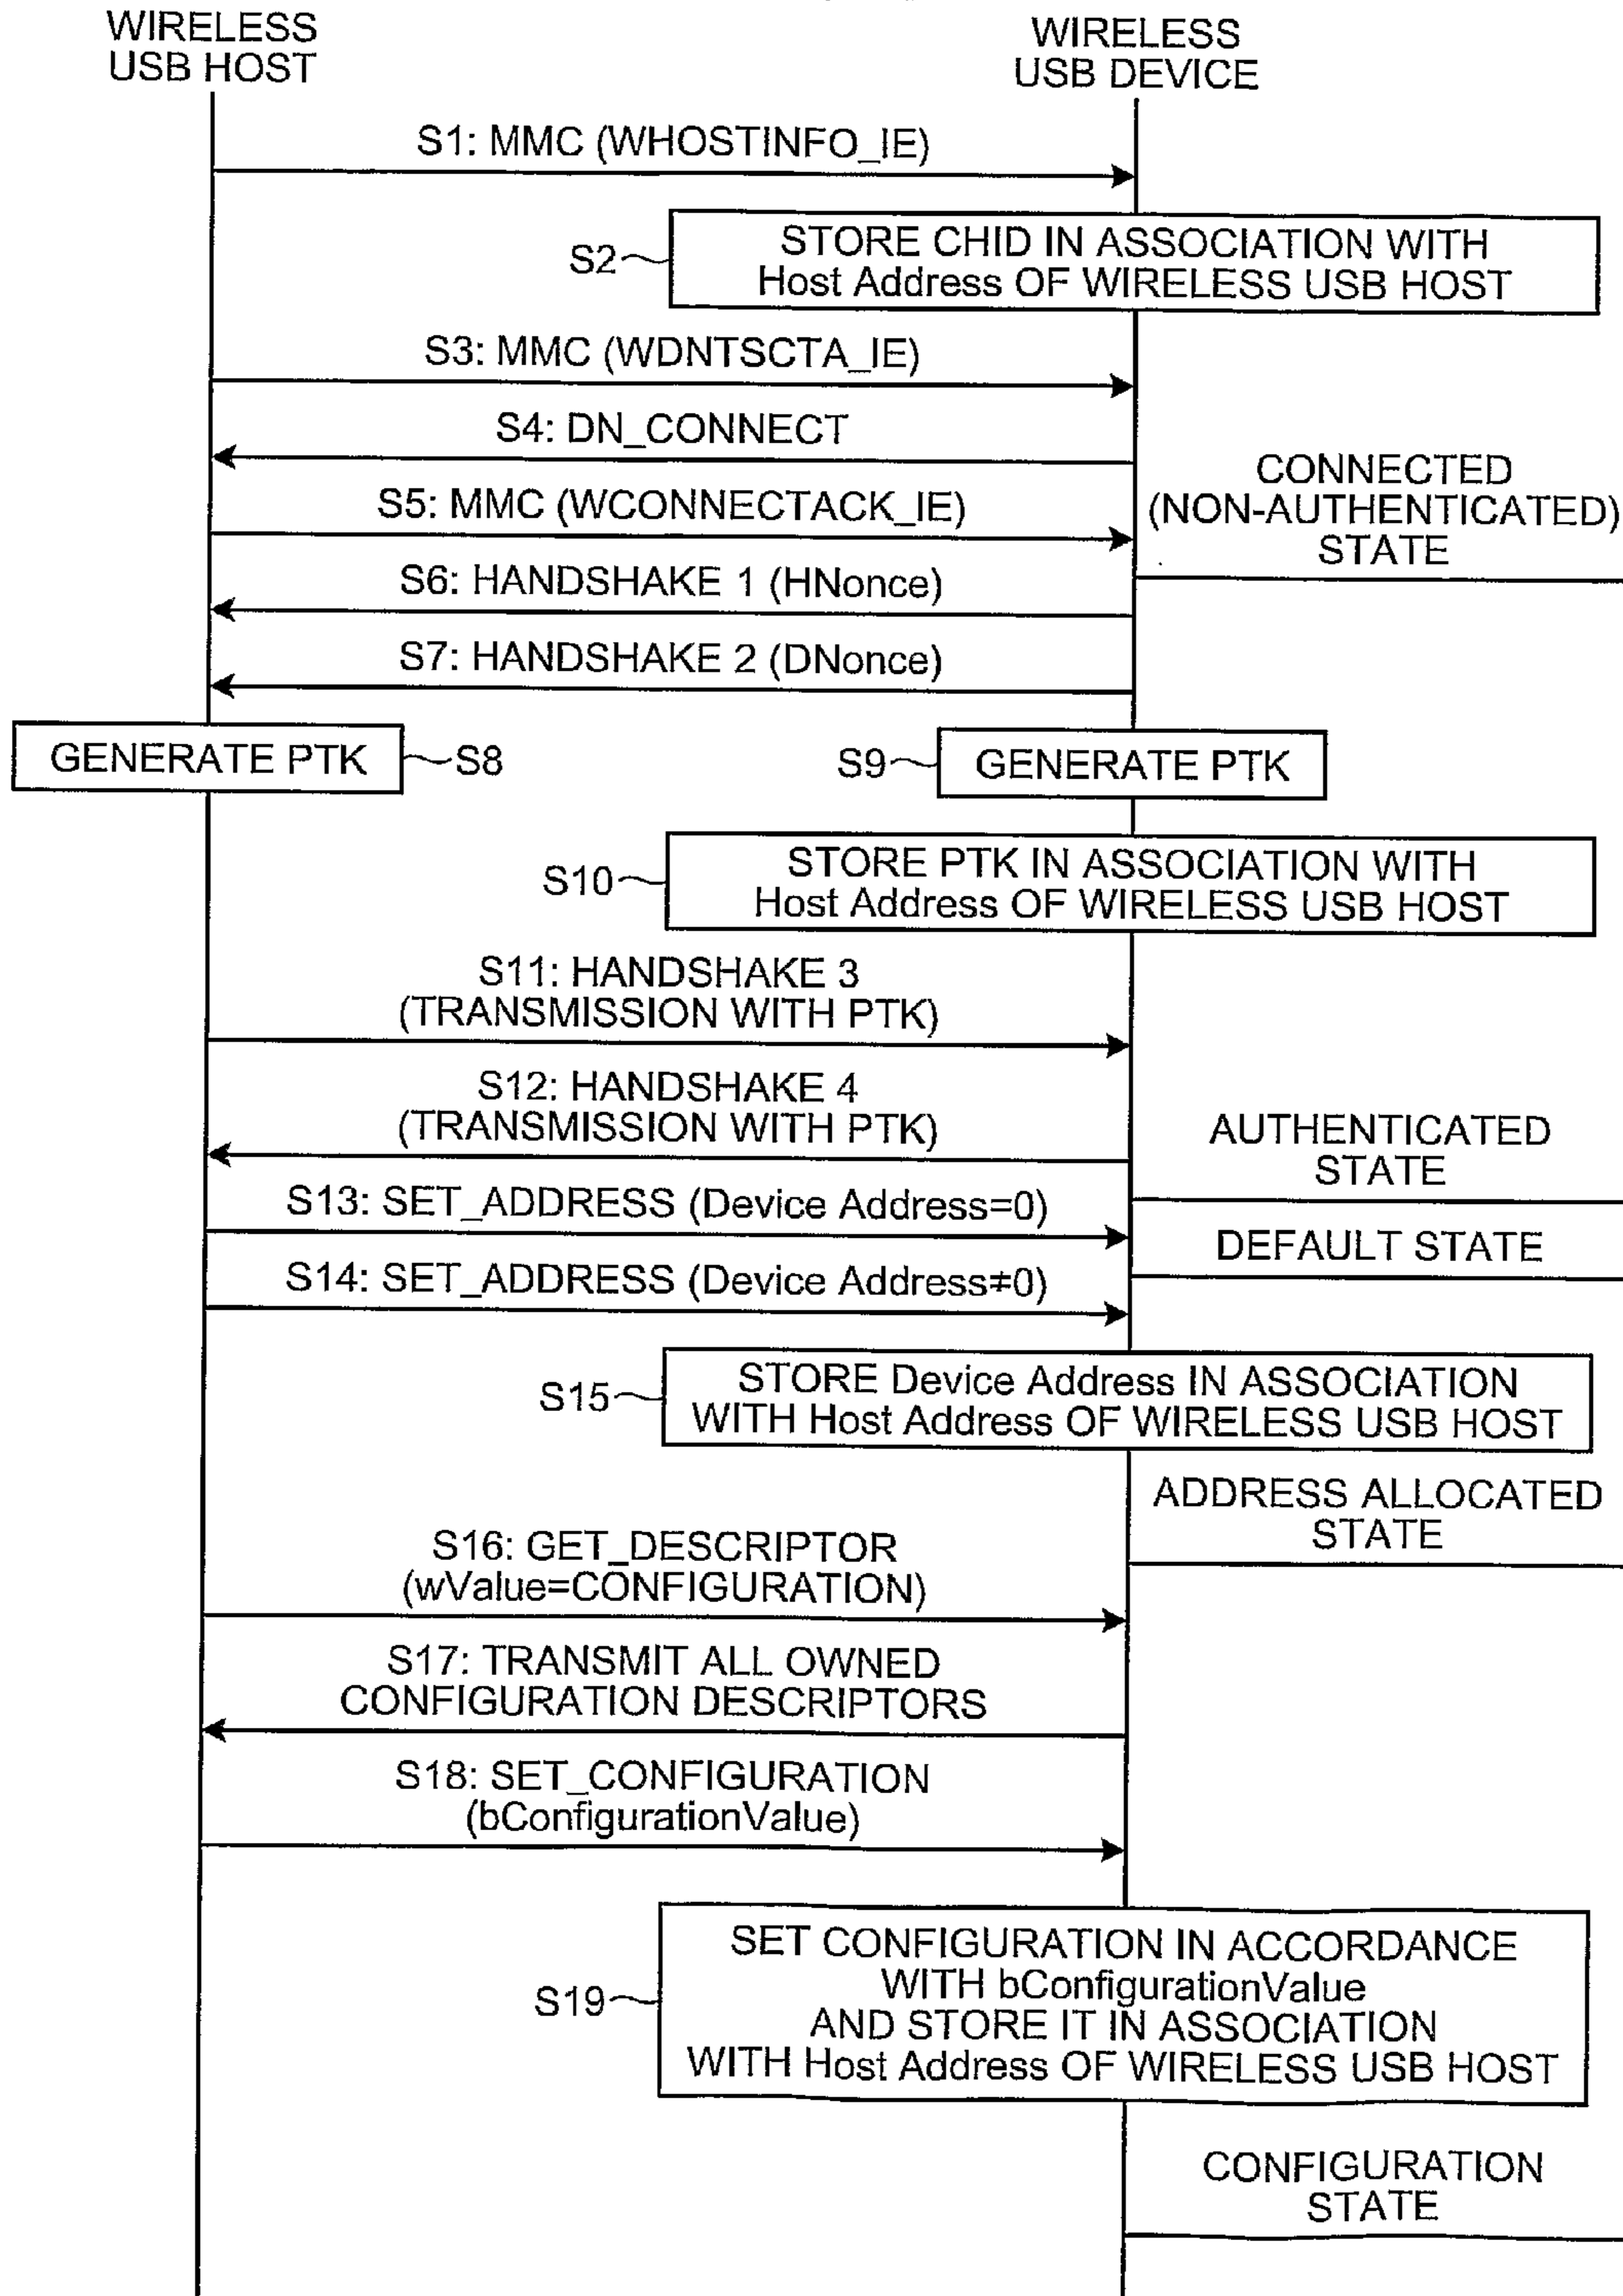 WIRELESS
USB HOST
WIRELESS
USB DEVICE
S1: MMC (WHOSTINFO_IE)
S2
STORE CHID IN ASSOCIATION WITH
Host Address OF WIRELESS USB HOST
S3: MMC (WDNTSCTA_IE)
S4: DN_CONNECT
S5: MMC (WCONNECTACK_IE)
CONNECTED
(NON-AUTHENTICATED)
STATE
S6: HANDSHAKE 1 (HNonce)
S7: HANDSHAKE 2 (DNonce)
GENERATE PTK
S8
S9
GENERATE PTK
S10
STORE PTK IN ASSOCIATION WITH
Host Address OF WIRELESS USB HOST
S11: HANDSHAKE 3
(TRANSMISSION WITH PTK)
S12: HANDSHAKE 4
(TRANSMISSION WITH PTK)
AUTHENTICATED
STATE
S13: SET_ADDRESS (Device Address=0)
DEFAULT STATE
S14: SET_ADDRESS (Device Address≠0)
S15
STORE Device Address IN ASSOCIATION
WITH Host Address OF WIRELESS USB HOST
ADDRESS ALLOCATED
STATE
S16: GET_DESCRIPTOR
(wValue=CONFIGURATION)
S17: TRANSMIT ALL OWNED
CONFIGURATION DESCRIPTORS
S18: SET_CONFIGURATION
(bConfigurationValue)
S19
SET CONFIGURATION IN ACCORDANCE
WITH bConfigurationValue
AND STORE IT IN ASSOCIATION
WITH Host Address OF WIRELESS USB HOST
CONFIGURATION
STATE